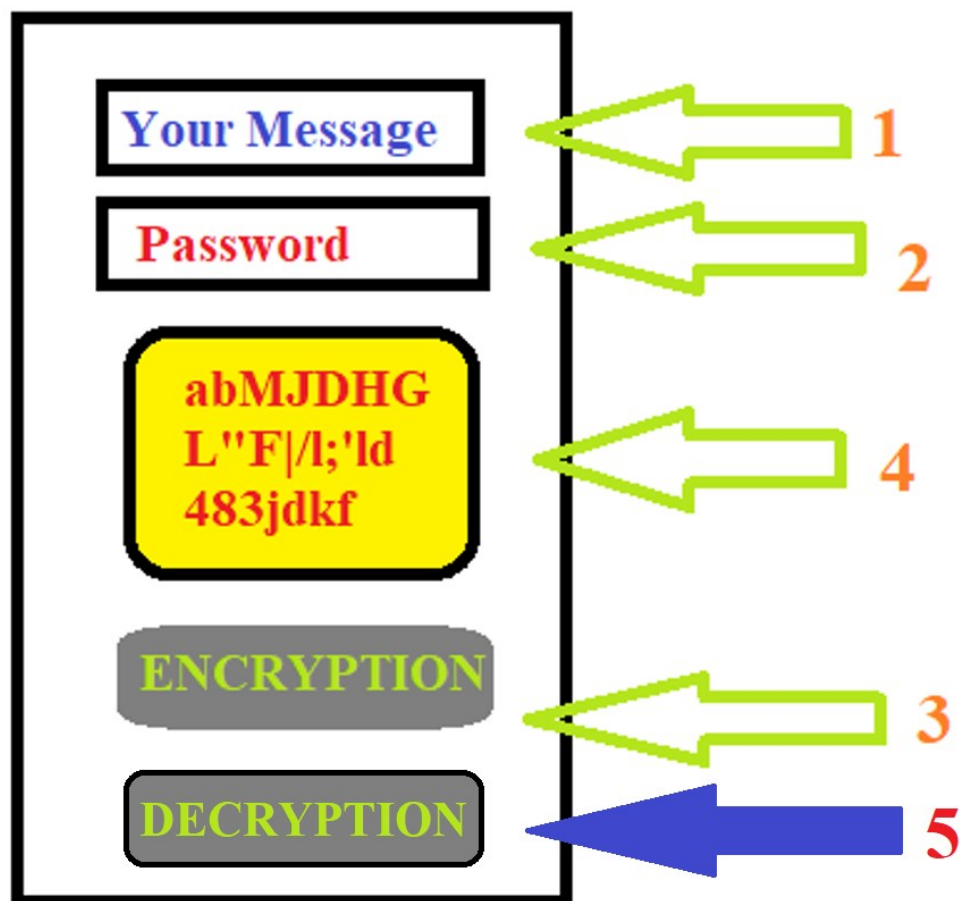 Your Message
1
Password
2
abMJDHG
L"F|/l;'ld
483jdkf
4
ENCRYPTION
3
DECRYPTION
5